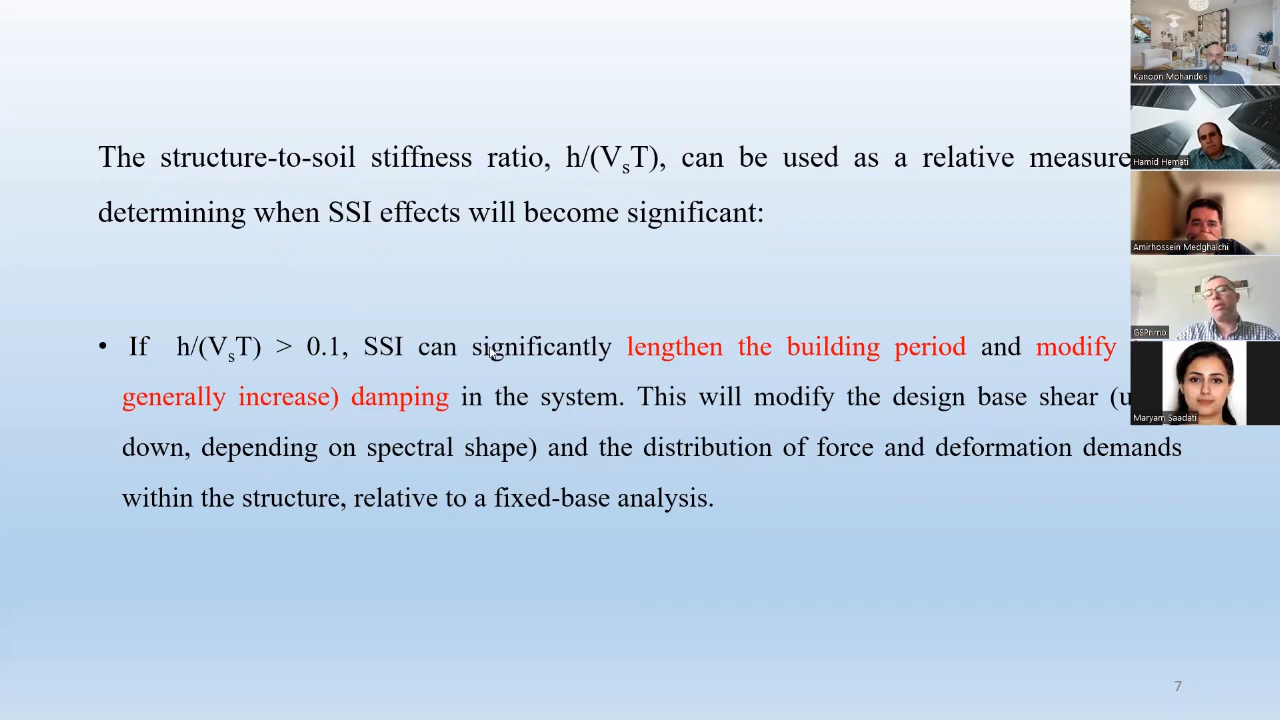 The structure-to-soil stiffness ratio, h/(VsT), can be used as a relative measure
determining when SSI effects will become significant:
• If h/(VsT) > 0.1, SSI can significantly lengthen the building period and modify
generally increase) damping in the system. This will modify the design base shear
down, depending on spectral shape) and the distribution of force and deformation demands
within the structure, relative to a fixed-base analysis.
7
Kanoon Mohandes
Hamid Hemati
Amirhossein Medghalchi
GSPrimo
Maryam Saadati